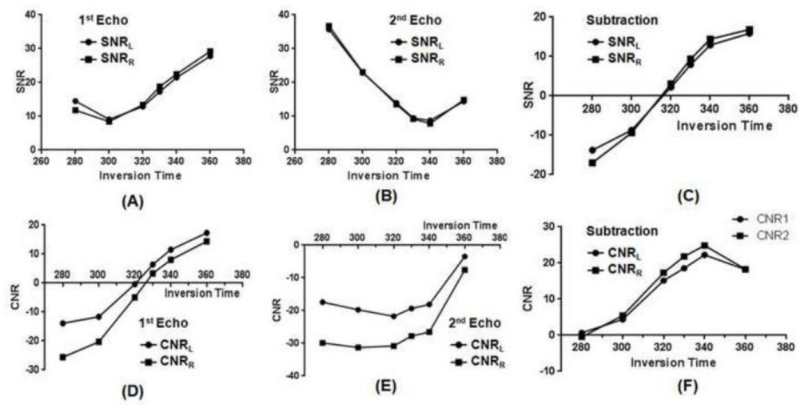 1st Echo
SNRL
SNRR
SNR
40
30
20
10
0
260 280 300 320 340 360 380
Inversion Time
(A)
2nd Echo
SNRL
SNRR
SNR
40
30
20
10
0
260 280 300 320 340 360 380
Inversion Time
(B)
Subtraction
SNRL
SNRR
SNR
20
10
0
-10
-20
280 300 320 340 360 380
Inversion Time
(C)
CNR
20
10
0
-10
-20
-30
280 300 320 340 360 380
Inversion Time
1st Echo
CNRL
CNRR
(D)
Inversion Time
280 300 320 340 360 380
CNR
0
-10
-20
-30
-40
2nd Echo
CNRL
CNRR
(E)
CNR1
CNR2
Subtraction
CNRL
CNRR
CNR
30
20
10
0
-10
280 300 320 340 360 380
Inversion Time
(F)